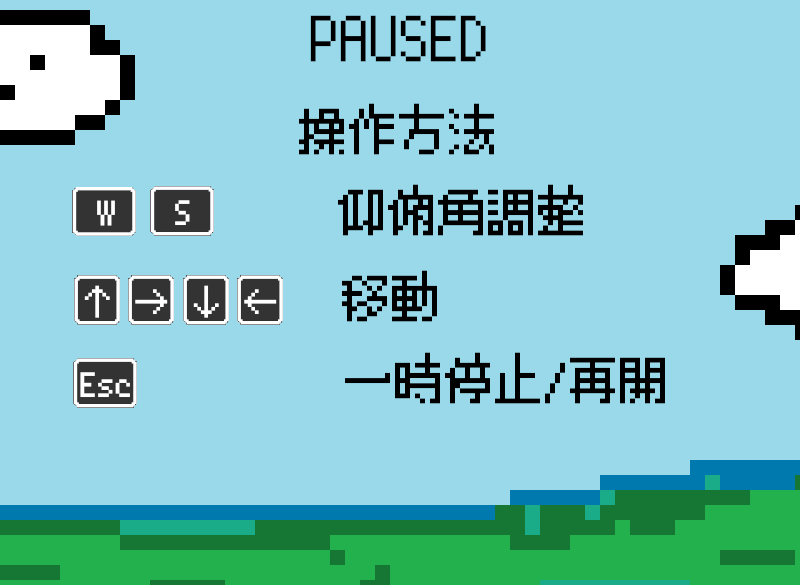 PAUSED
操作方法
W S 仰俯角調整
↑ → ↓ ← 移動
Esc 一時停止/再開